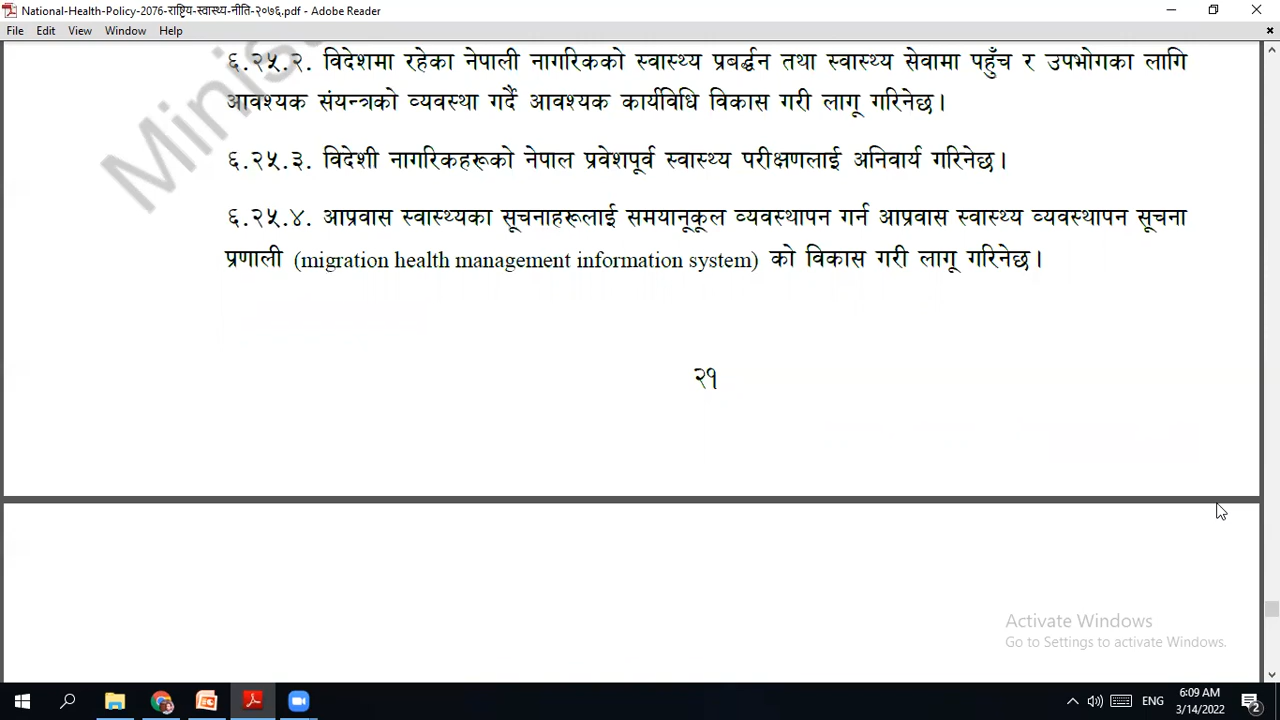 National-Health-Policy-2076-राष्ट्रिय-स्वास्थ्य-नीति-२०७६.pdf - Adobe Reader
File Edit View Window Help
Minis
६.२५.२. विदेशमा रहेका नेपाली नागरिकको स्वास्थ्य प्रबर्द्धन तथा स्वास्थ्य सेवामा पहुँच र उपभोगका लागि
आवश्यक संयन्त्रको व्यवस्था गर्दै आवश्यक कार्यविधि विकास गरी लागू गरिनेछ।
६.२५.३. विदेशी नागरिकहरूको नेपाल प्रवेशपूर्व स्वास्थ्य परीक्षणलाई अनिवार्य गरिनेछ।
६.२५.४. आप्रवास स्वास्थ्यका सूचनाहरूलाई समयानूकूल व्यवस्थापन गर्न आप्रवास स्वास्थ्य व्यवस्थापन सूचना
प्रणाली (migration health management information system) को विकास गरी लागू गरिनेछ।
२१
Activate Windows
Go to Settings to activate Windows.
ENG
6:09 AM
3/14/2022
2